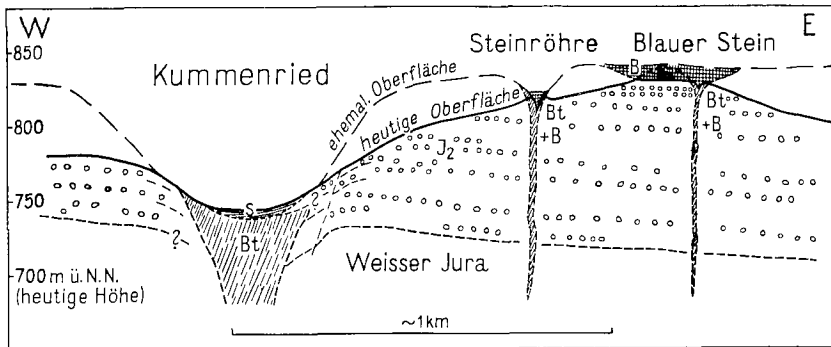 W
E
850
800
750
700 m ü. N.N.
(heutige Höhe)
Kummenried
Steinröhre
Blauer Stein
ehemal. Oberfläche
heutige Oberfläche
B
Bt
+B
Bt
+B
J2
S
?
?
Bt
Weisser Jura
~1km